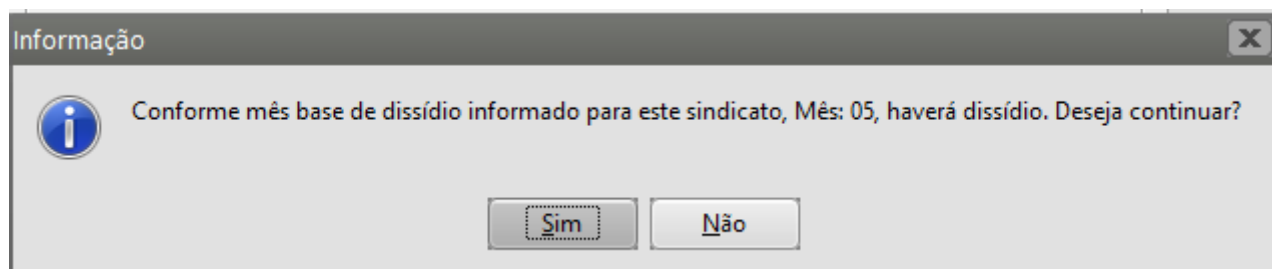 Informação
Conforme mês base de dissídio informado para este sindicato, Mês: 05, haverá dissídio. Deseja continuar?
Sim
Não